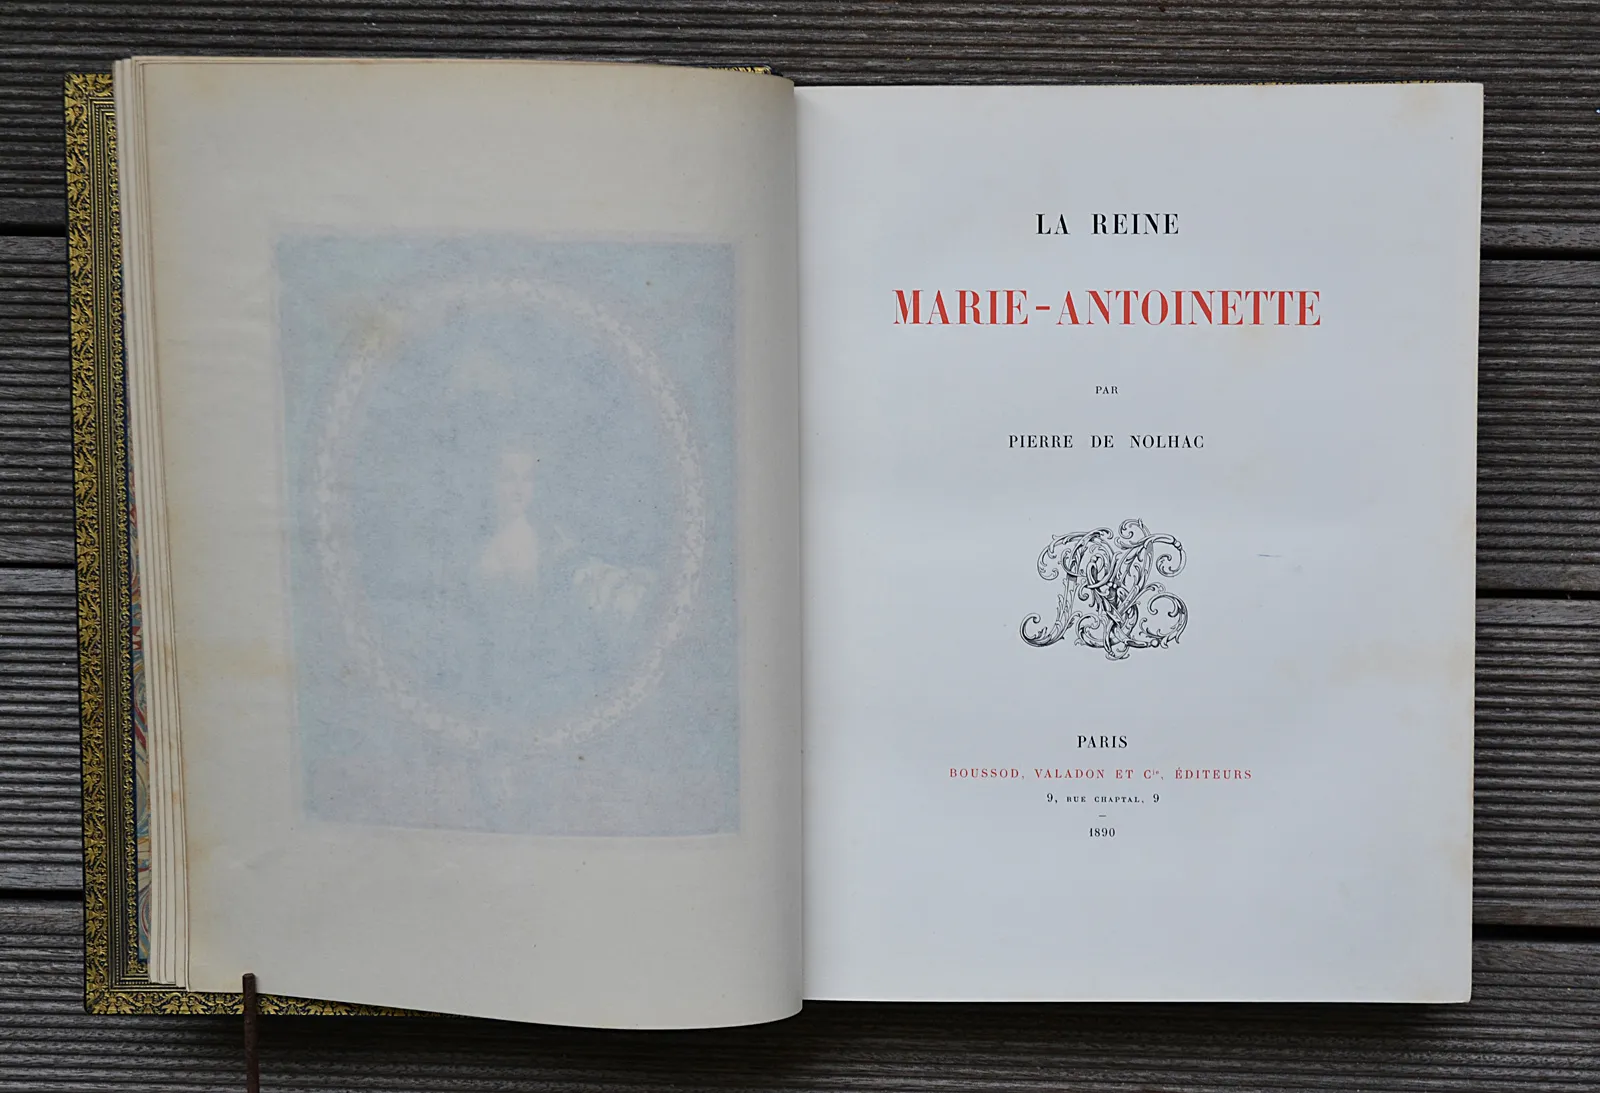 LA REINE
MARIE-ANTOINETTE
PAR
PIERRE DE NOLHAC
PARIS
BOUSSOD, VALADON ET Cie, ÉDITEURS
9, RUE CHAPTAL, 9
–
1890